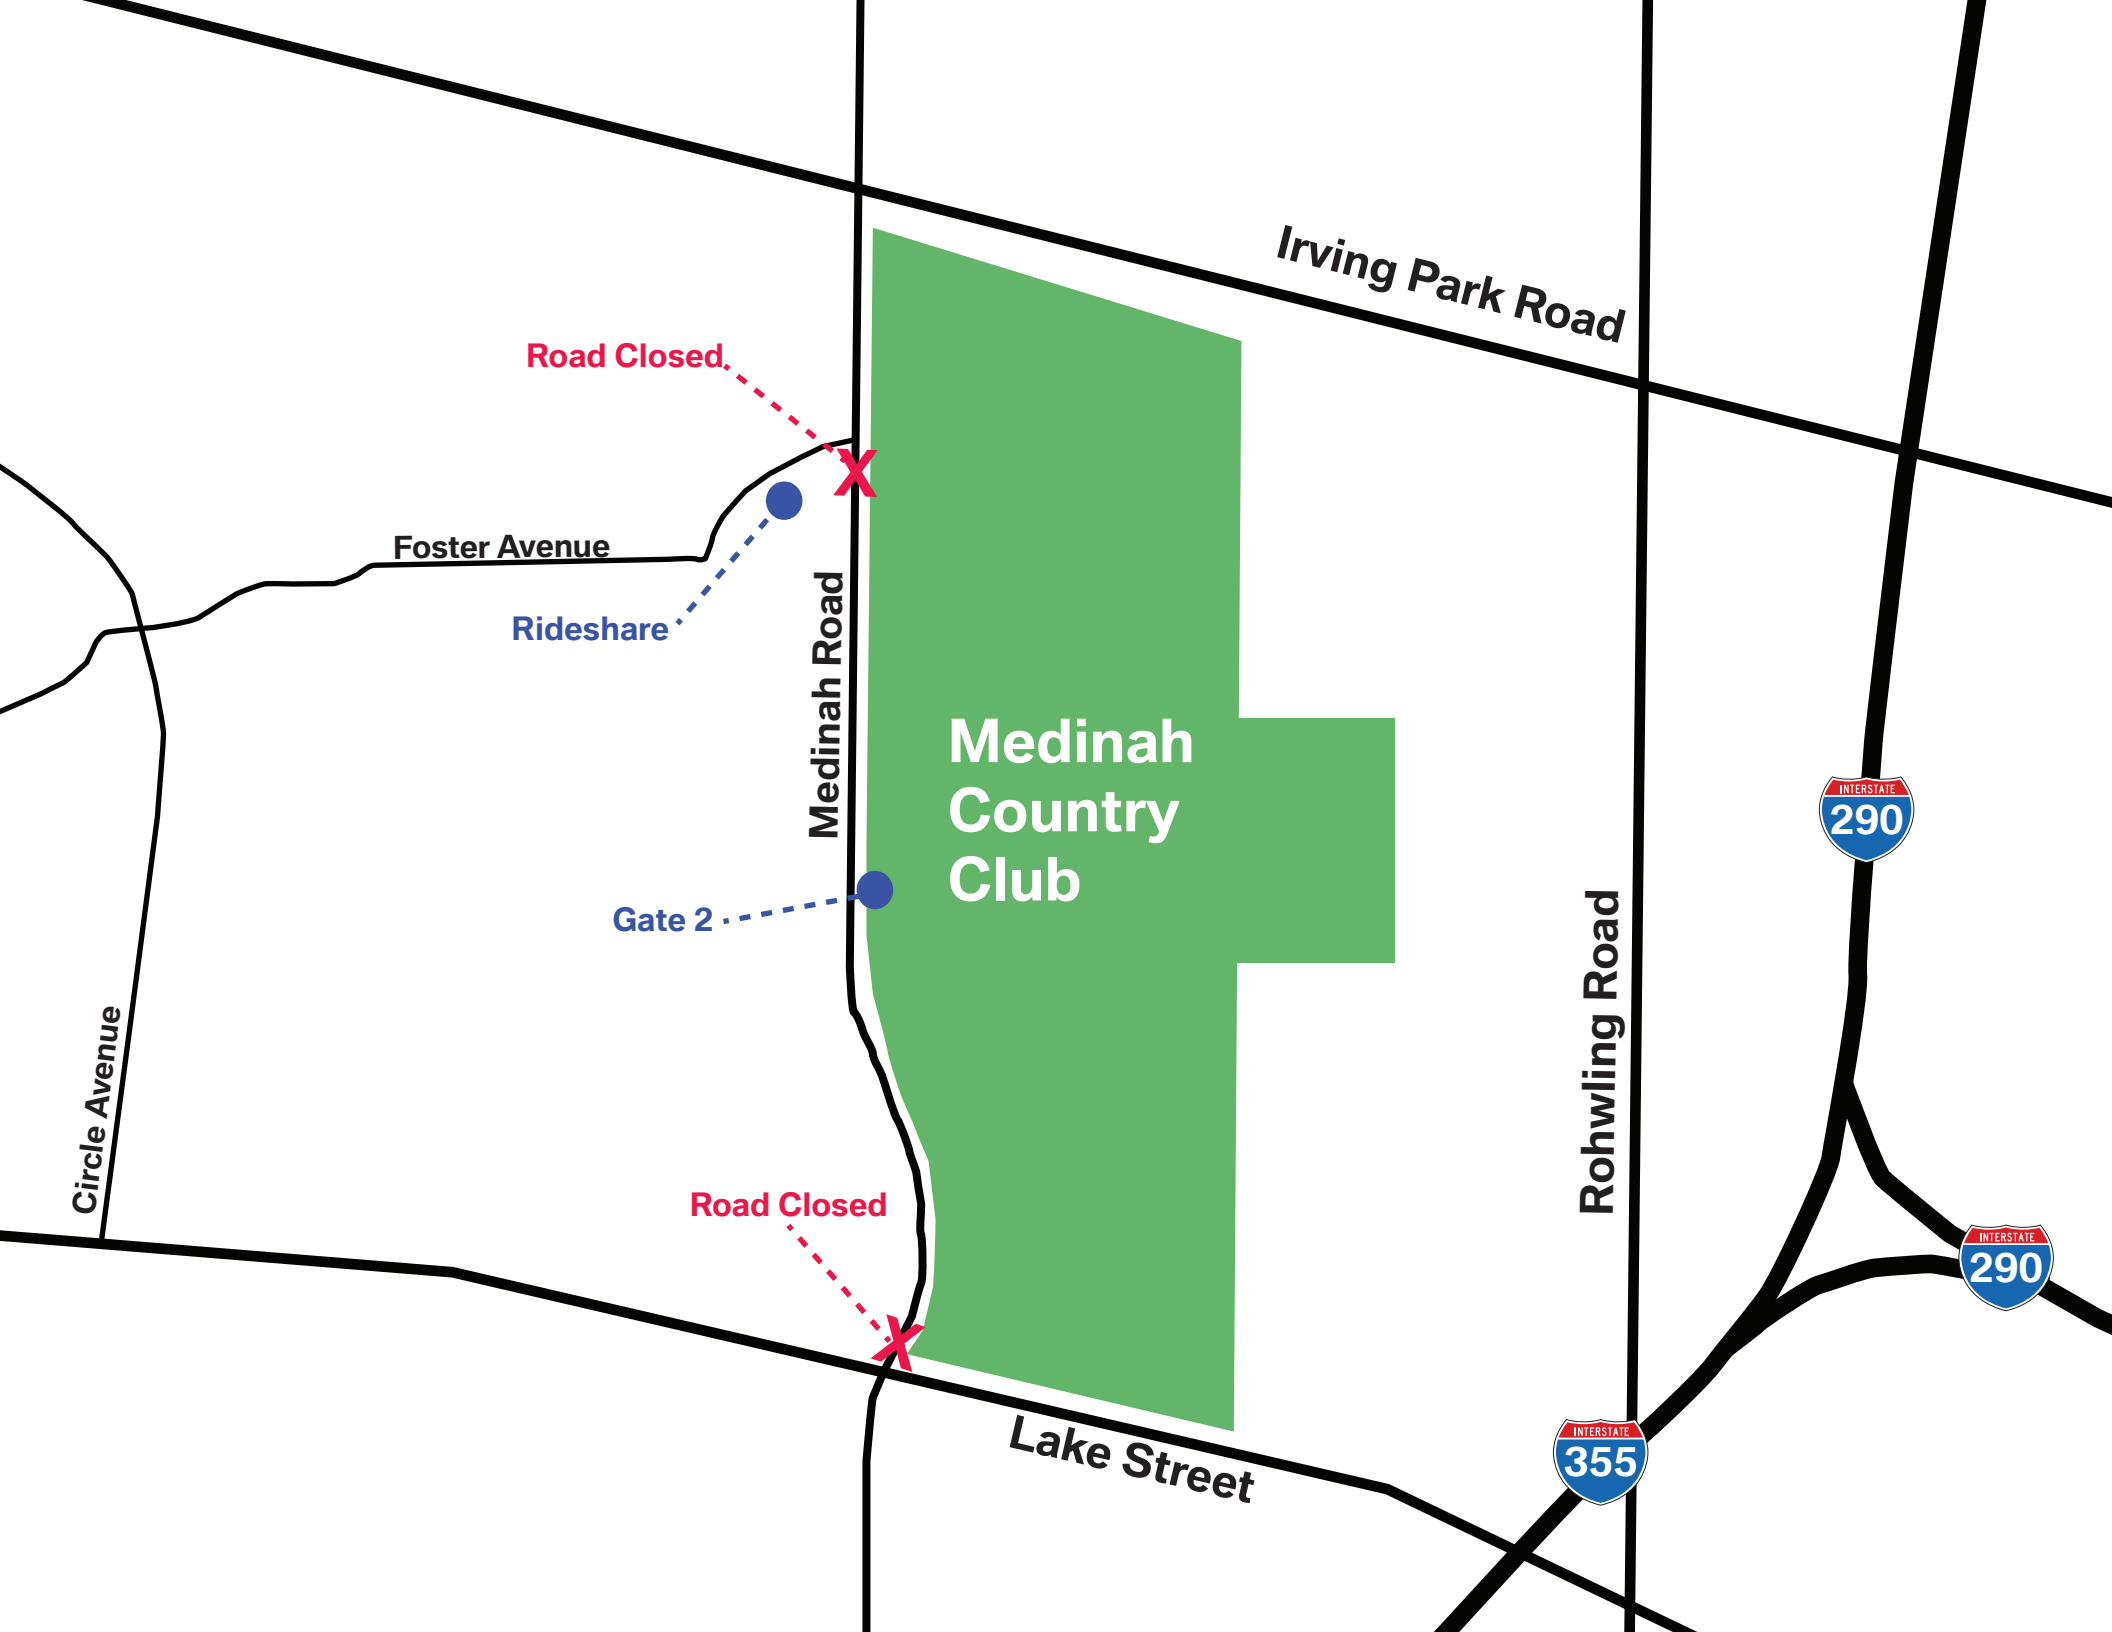 Irving Park Road
Road Closed
Foster Avenue
Rideshare
Medinah Road
Medinah
Country
Club
INTERSTATE
290
Gate 2
Rohwling Road
Circle Avenue
Road Closed
INTERSTATE
290
Lake Street
INTERSTATE
355